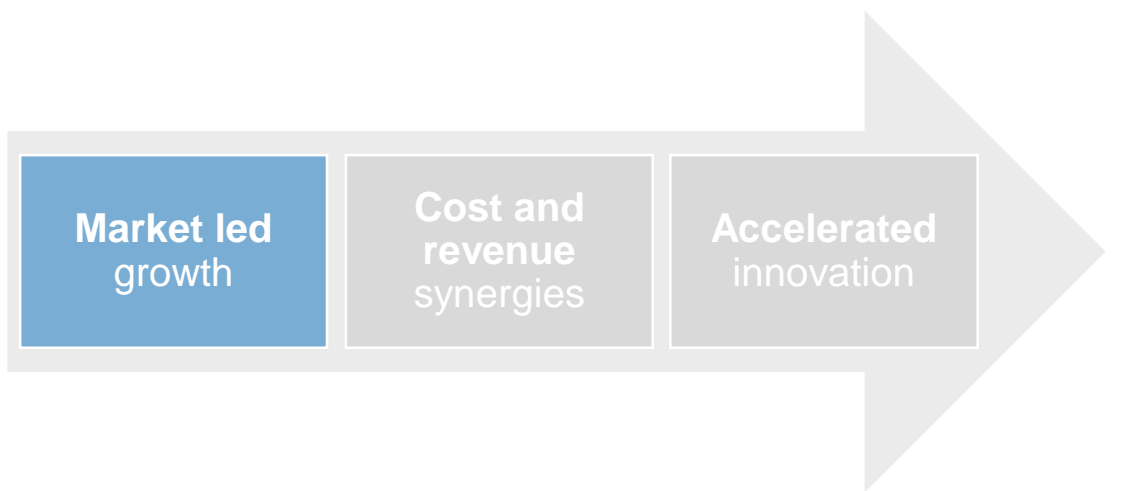 Market led
growth
Cost and
revenue
synergies
Accelerated
innovation